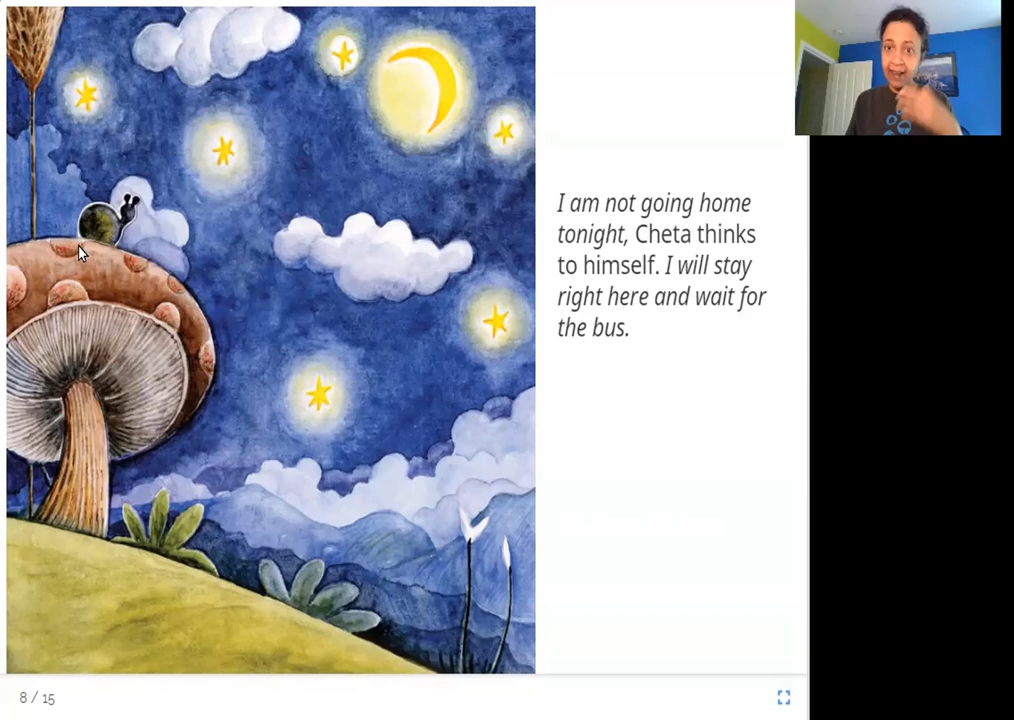 I am not going home
tonight, Cheta thinks
to himself. I will stay
right here and wait for
the bus.
8 / 15